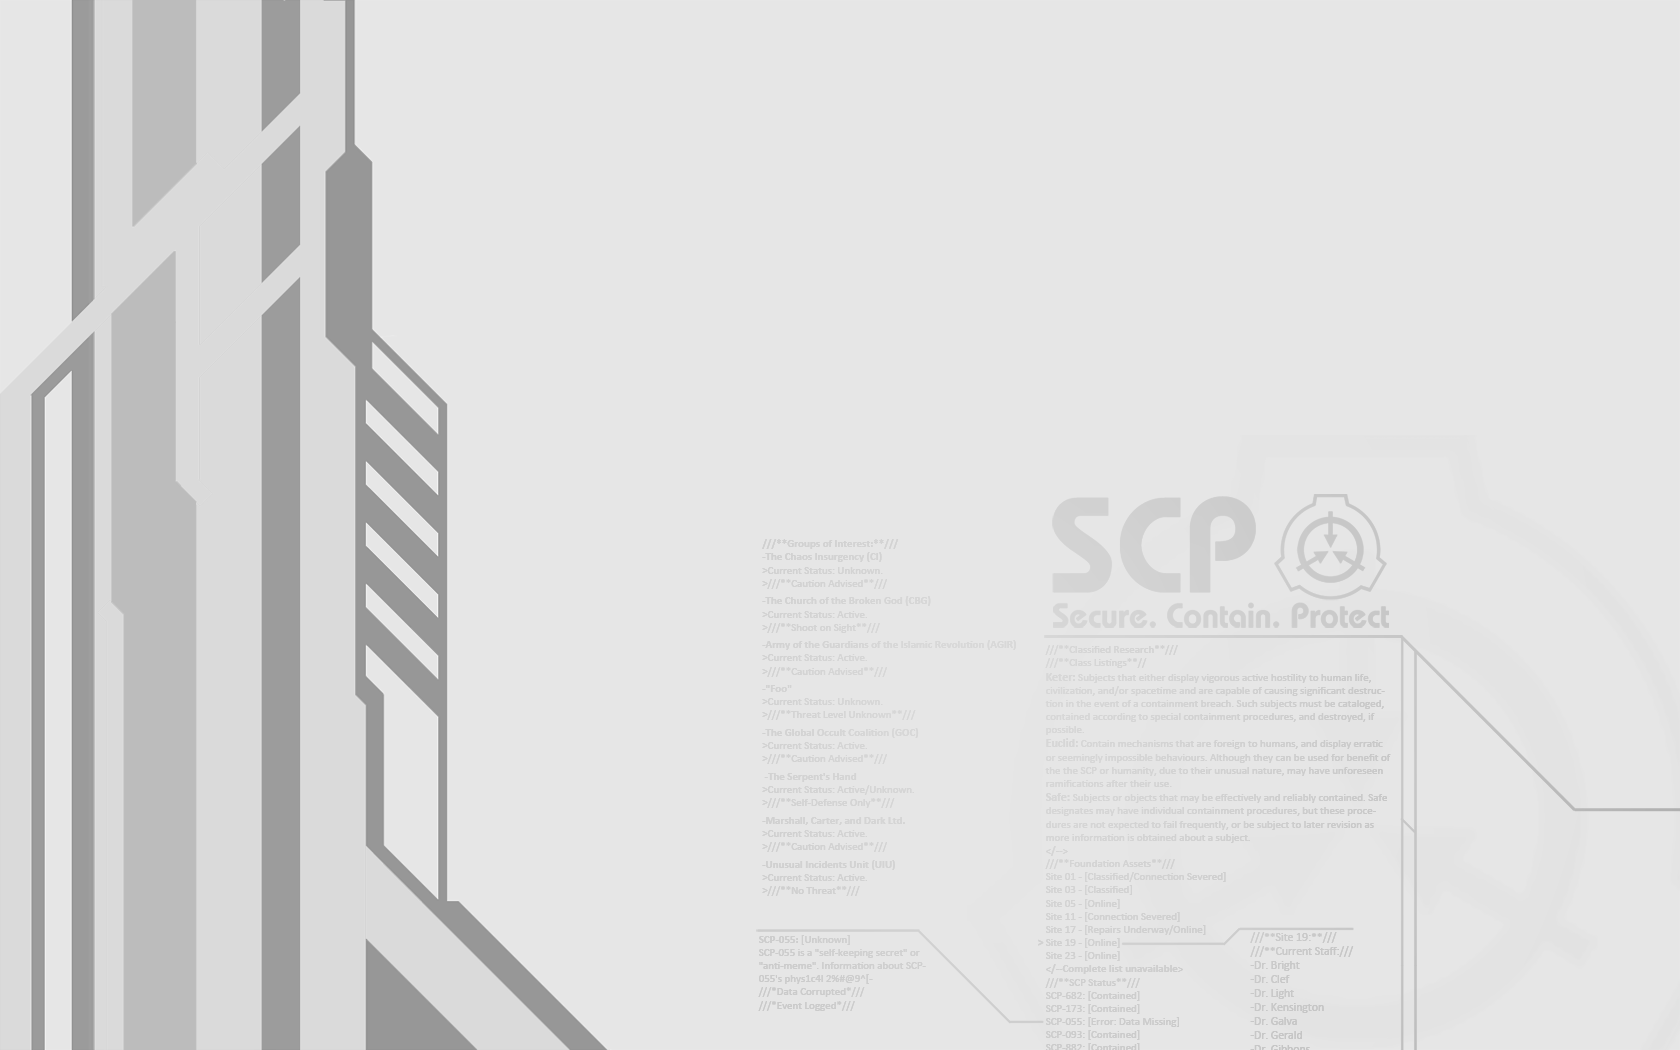 ///**Groups of Interest:**///
-The Chaos Insurgency (CI)
>Current Status: Unknown.
>///**Caution Advised**///
-The Church of the Broken God (CBG)
>Current Status: Active.
>///**Shoot on Sight**///
-Army of the Guardians of the Islamic Revolution (AGIR)
>Current Status: Active.
>///**Caution Advised**///
-"Foo"
>Current Status: Unknown.
>///**Threat Level Unknown**///
-The Global Occult Coalition [GOC]
>Current Status: Active.
>///**Caution Advised**///
-The Serpent's Hand
>Current Status: Active/Unknown.
>///**Self-Defense Only**///
-Marshall, Carter, and Dark Ltd.
>Current Status: Active.
>///**Caution Advised**///
-Unusual Incidents Unit (UIU)
>Current Status: Active.
>///**No Threat**///
SCP-055: [Unknown]
SCP-055 is a "self-keeping secret" or
"anti-meme". Information about SCP-
055's phys1c4l 2%#@9^[-
///*Data Corrupted*///
///*Event Logged*///
SCP
Secure. Contain. Protect
///**Classified Research**///
///**Class Listings**//
Keter: Subjects that either display vigorous active hostility to human life,
civilization, and/or spacetime and are capable of causing significant destruc-
tion in the event of a containment breach. Such subjects must be cataloged,
contained according to special containment procedures, and destroyed, if
possible.
Euclid: Contain mechanisms that are foreign to humans, and display erratic
or seemingly impossible behaviours. Although they can be used for benefit of
the the SCP or humanity, due to their unusual nature, may have unforeseen
ramifications after their use.
Safe: Subjects or objects that may be effectively and reliably contained. Safe
designates may have individual containment procedures, but these proce-
dures are not expected to fail frequently, or be subject to later revision as
more information is obtained about a subject.
</-->
///**Foundation Assets**///
Site 01 - [Classified/Connection Severed]
Site 03 - [Classified]
Site 05 - [Online]
Site 11 - [Connection Severed]
Site 17 - [Repairs Underway/Online]
> Site 19 - [Online]
Site 23 - [Online]
</--Complete list unavailable>
///**SCP Status**///
SCP-682: [Contained]
SCP-173: [Contained]
SCP-055: [Error: Data Missing]
SCP-093: [Contained]
SCP-882: [Contained]
///**Site 19:**///
///**Current Staff:///
-Dr. Bright
-Dr. Clef
-Dr. Light
-Dr. Kensington
-Dr. Galva
-Dr. Gerald
-Dr. Gibbons